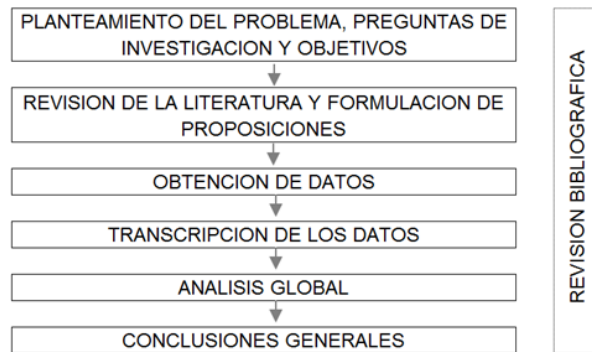 PLANTEAMIENTO DEL PROBLEMA, PREGUNTAS DE
INVESTIGACION Y OBJETIVOS
REVISION DE LA LITERATURA Y FORMULACION DE
PROPOSICIONES
OBTENCION DE DATOS
TRANSCRIPCION DE LOS DATOS
ANALISIS GLOBAL
CONCLUSIONES GENERALES
REVISION BIBLIOGRAFICA